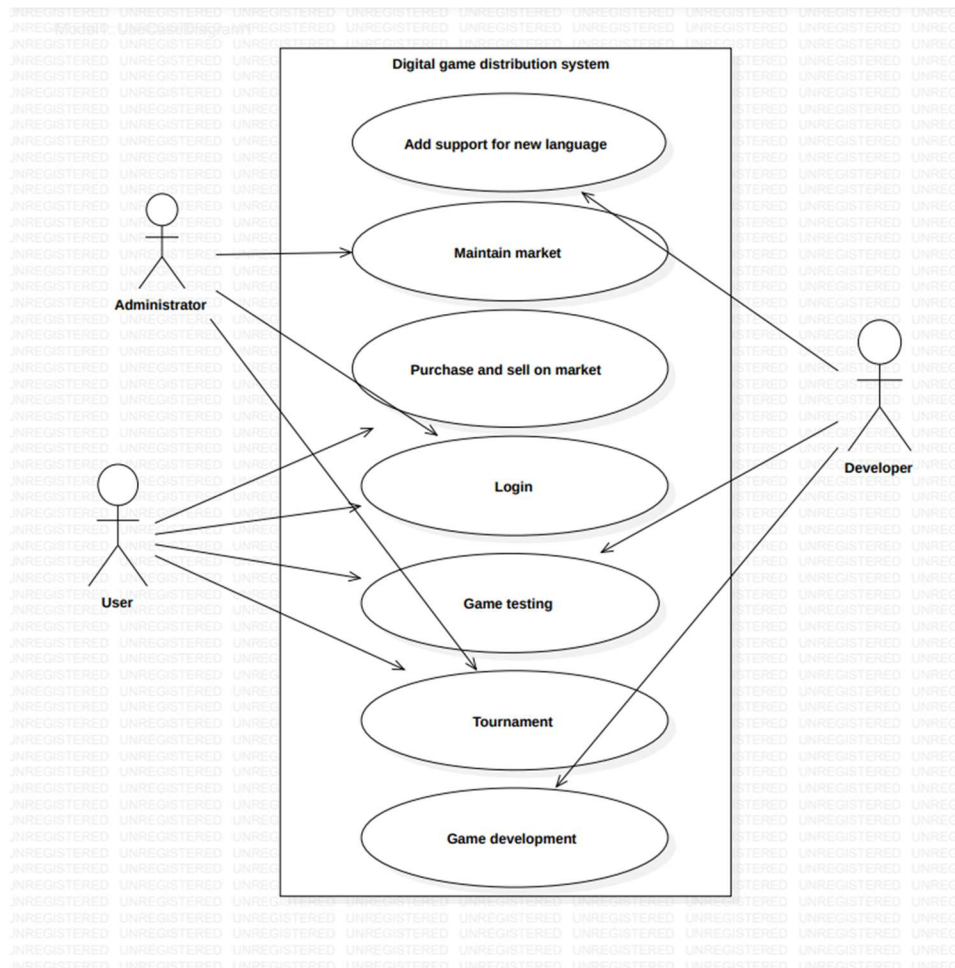 Model1::UseCaseDiagram1
Digital game distribution system
Add support for new language
Maintain market
Administrator
Purchase and sell on market
Developer
Login
User
Game testing
Tournament
Game development
UNREGISTERED